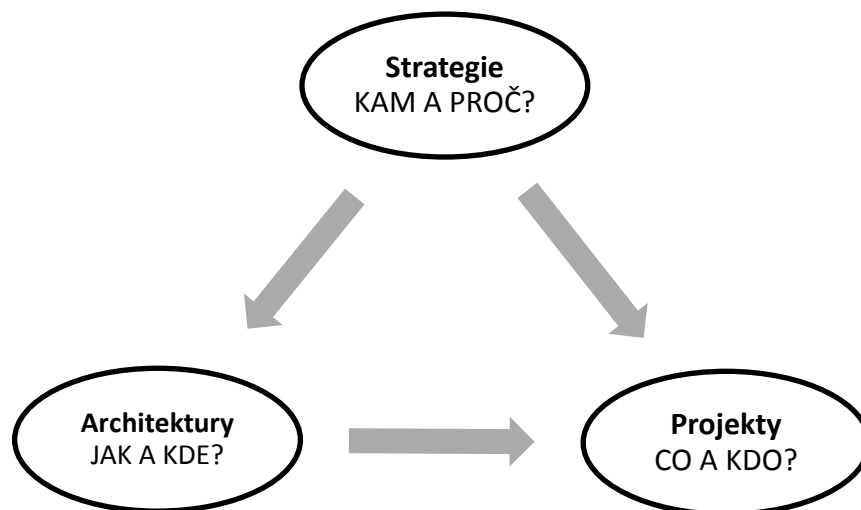 Strategie
KAM A PROČ?
Architektury
JAK A KDE?
Projekty
CO A KDO?